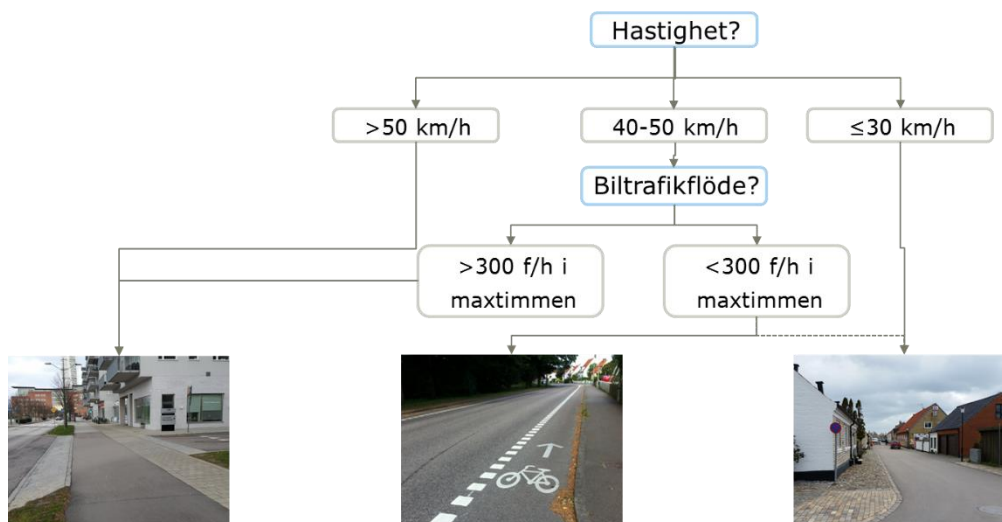 Hastighet?
>50 km/h
40-50 km/h
≤30 km/h
Biltrafikflöde?
>300 f/h i
maxtimmen
<300 f/h i
maxtimmen